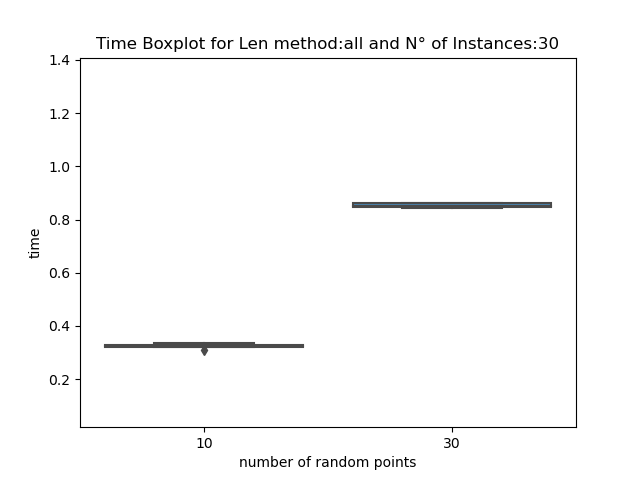 Time Boxplot for Len method:all and N° of Instances:30
1.4
1.2
1.0
0.8
0.6
0.4
0.2
time
10 30
number of random points